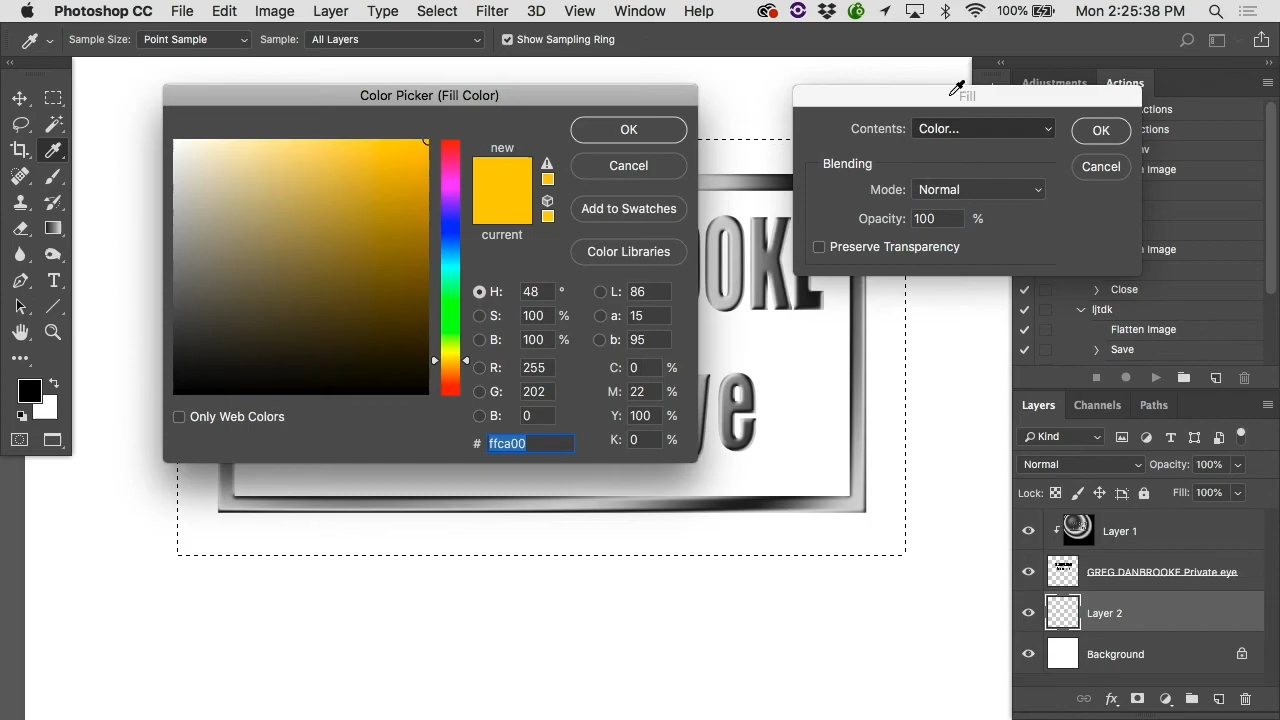 Photoshop CC File Edit Image Layer Type Select Filter 3D View Window Help 100% Mon 2:25:38 PM
Sample Size: Point Sample Sample: All Layers Show Sampling Ring
Adjustments Actions
Color Picker (Fill Color)
Fill
new
OK
Cancel
Add to Swatches
Color Libraries
current
H: 48 ° L: 86
S: 100 % a: 15
B: 100 % b: 95
R: 255 C: 0 %
G: 202 M: 22 %
B: 0 Y: 100 %
# ffca00 K: 0 %
Only Web Colors
Contents: Color... OK
Blending Cancel
Mode: Normal
Opacity: 100 %
Preserve Transparency
OOKE
ye
Close
ljtdk
Flatten Image
Save
Layers Channels Paths
Kind
Normal Opacity: 100%
Lock: Fill: 100%
Layer 1
GREG DANBROOKE Private eye
Layer 2
Background
fx